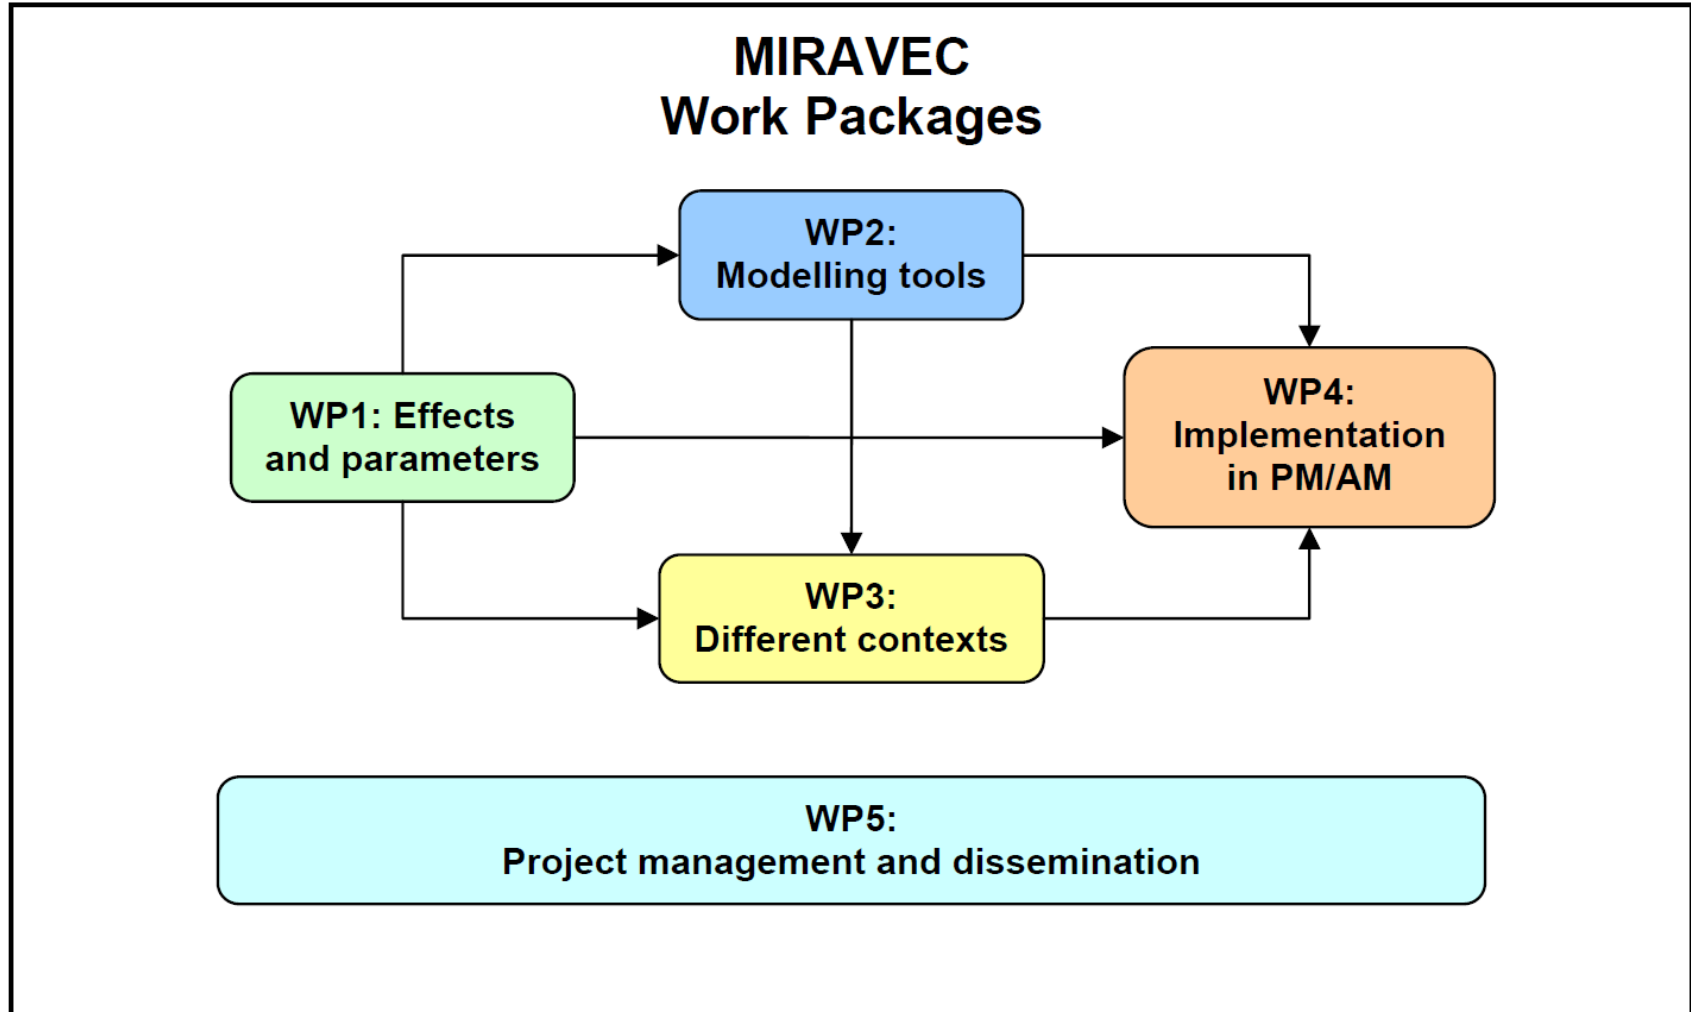 MIRAVEC
Work Packages
WP2:
Modelling tools
WP1: Effects
and parameters
WP4:
Implementation
in PM/AM
WP3:
Different contexts
WP5:
Project management and dissemination